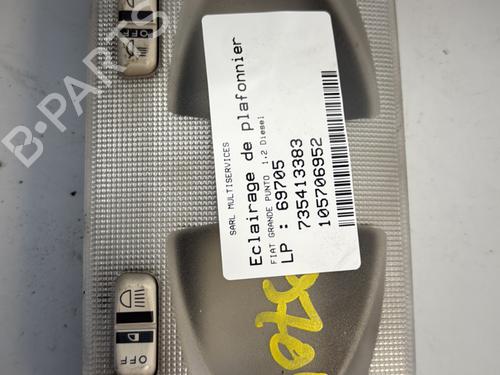 SARL MULTISERVICES
Eclairage de plafonnier
FIAT GRANDE PUNTO 1.2 Diesel
LP : 69705
735413383
105706952
OFF
OFF
B-PARTS